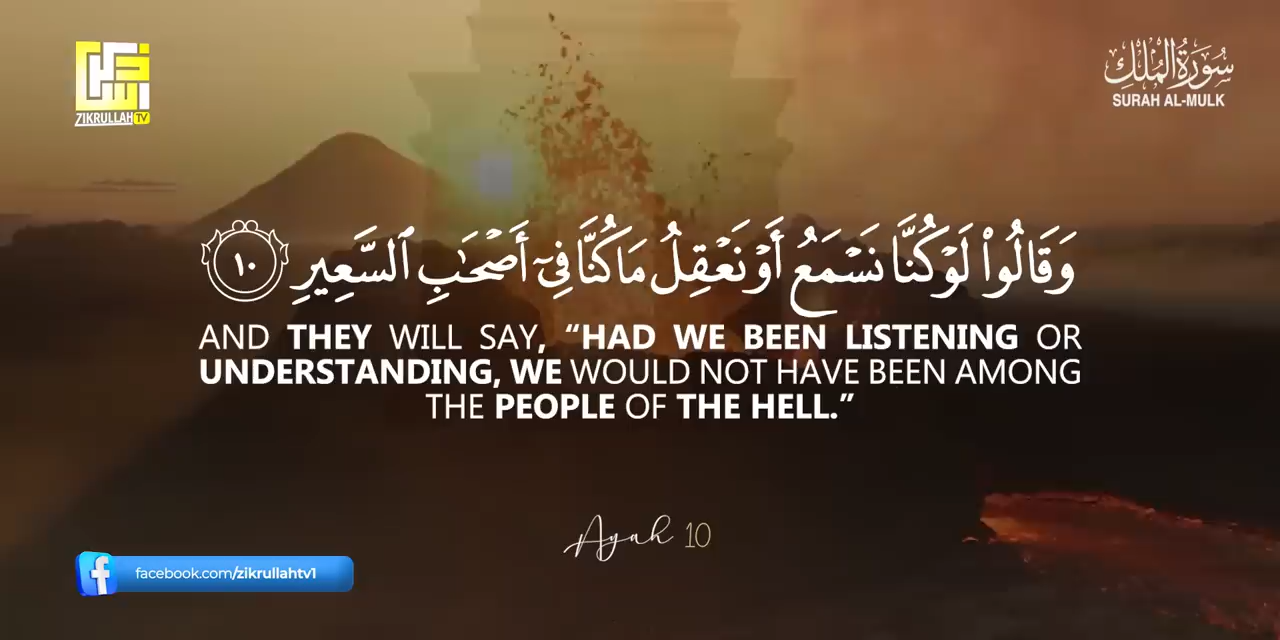 ZIKRULLAH TV
سُورَةُ الْمُلْكِ
SURAH AL-MULK
وَقَالُوا۟ لَوْ كُنَّا نَسْمَعُ أَوْ نَعْقِلُ مَا كُنَّا فِىٓ أَصْحَـٰبِ ٱلسَّعِيرِ ١٠
AND THEY WILL SAY, “HAD WE BEEN LISTENING OR
UNDERSTANDING, WE WOULD NOT HAVE BEEN AMONG
THE PEOPLE OF THE HELL.”
Ayah 10
facebook.com/zikrullahtv1